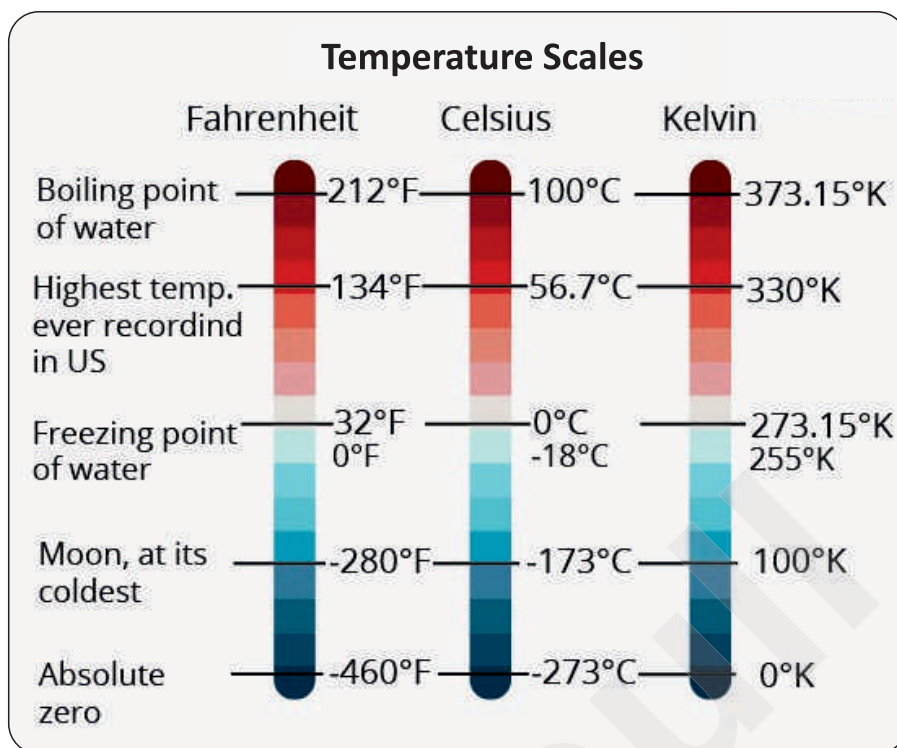 Temperature Scales
Fahrenheit Celsius Kelvin
Boiling point
of water
212°F 100°C 373.15°K
Highest temp.
ever recordind
in US
134°F 56.7°C 330°K
Freezing point
of water
32°F 0°C 273.15°K
0°F -18°C 255°K
Moon, at its
coldest
-280°F -173°C 100°K
Absolute
zero
-460°F -273°C 0°K